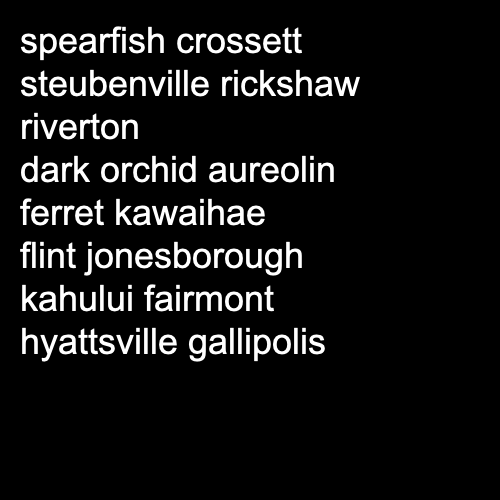 spearfish crossett
steubenville rickshaw
riverton
dark orchid aureolin
ferret kawaihae
flint jonesborough
kahului fairmont
hyattsville gallipolis